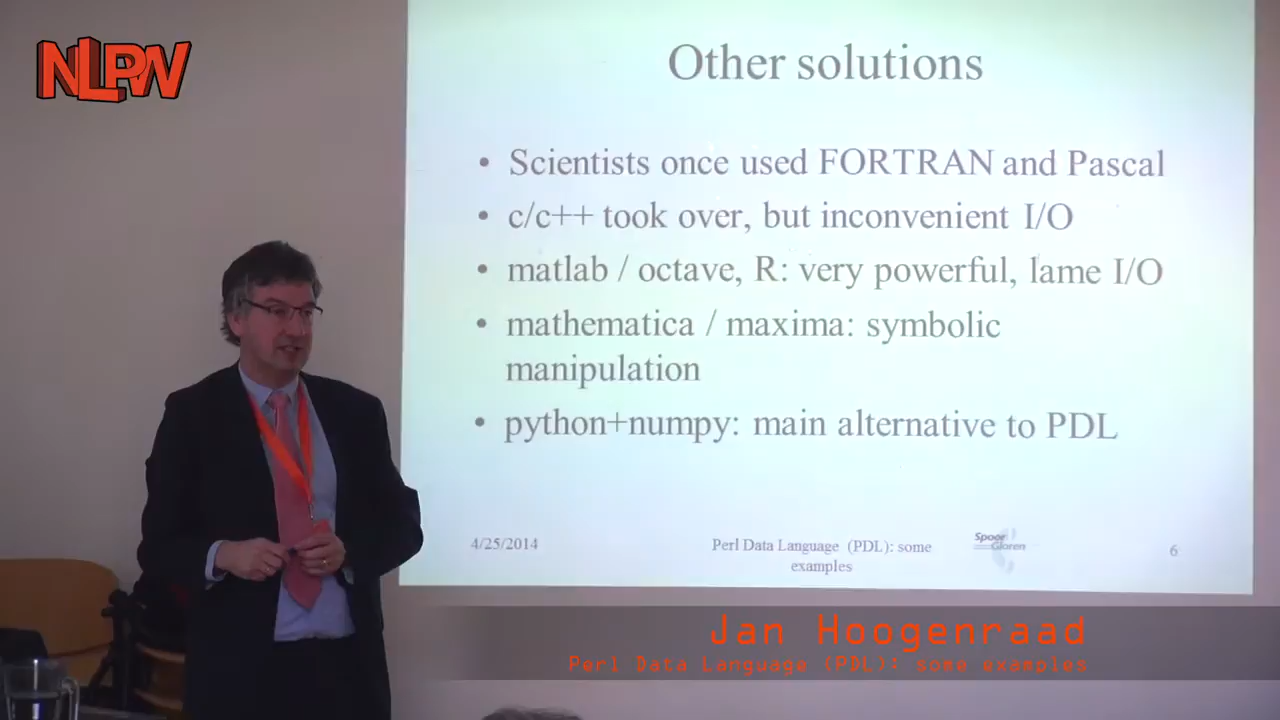 NLPW
Other solutions
• Scientists once used FORTRAN and Pascal
• c/c++ took over, but inconvenient I/O
• matlab / octave, R: very powerful, lame I/O
• mathematica / maxima: symbolic
manipulation
• python+numpy: main alternative to PDL
4/25/2014
Perl Data Language (PDL): some
examples
Spoor
Gloren
6
Jan Hoogenraad
Perl Data Language (PDL): some examples